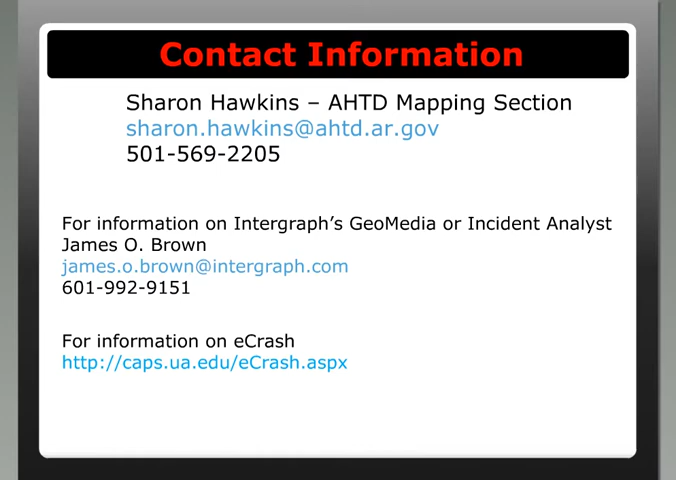 Contact Information
Sharon Hawkins – AHTD Mapping Section
sharon.hawkins@ahtd.ar.gov
501-569-2205
For information on Intergraph's GeoMedia or Incident Analyst
James O. Brown
james.o.brown@intergraph.com
601-992-9151
For information on eCrash
http://caps.ua.edu/eCrash.aspx